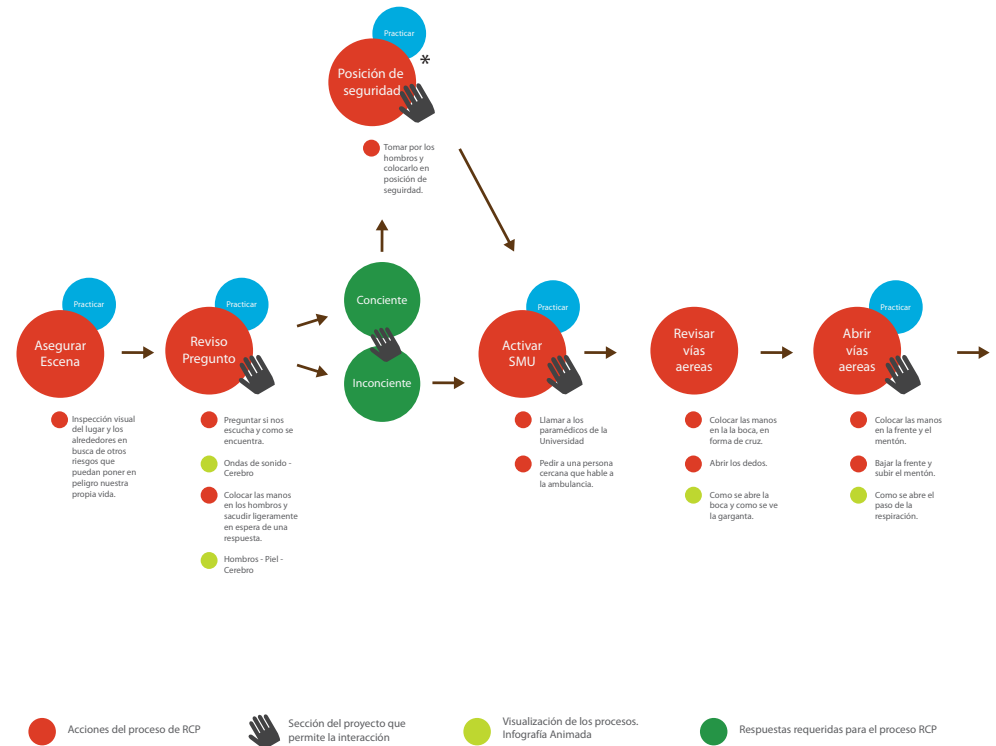 Practicar
*
Posición de
seguridad
Tomar por los
hombros y
colocarlo en
posición de
seguirdad.
Practicar
Asegurar
Escena
Inspección visual
del lugar y los
alrededores en
busca de otros
riesgos que
puedan poner en
peligro nuestra
propia vida.
Practicar
Reviso
Pregunto
Preguntar si nos
escucha y como se
encuentra.
Ondas de sonido -
Cerebro
Colocar las manos
en los hombros y
sacudir ligeramente
en espera de una
respuesta.
Hombros - Piel -
Cerebro
Conciente
Inconciente
Practicar
Activar
SMU
Llamar a los
paramédicos de la
Universidad
Pedir a una persona
cercana que hable a
la ambulancia.
Revisar
vías
aereas
Colocar las manos
en la la boca, en
forma de cruz.
Abrir los dedos.
Como se abre la
boca y como se ve
la garganta.
Practicar
Abrir
vías
aereas
Colocar las manos
en la frente y el
mentón.
Bajar la frente y
subir el mentón.
Como se abre el
paso de la
respiración.
Acciones del proceso de RCP
Sección del proyecto que
permite la interacción
Visualización de los procesos.
Infografía Animada
Respuestas requeridas para el proceso RCP